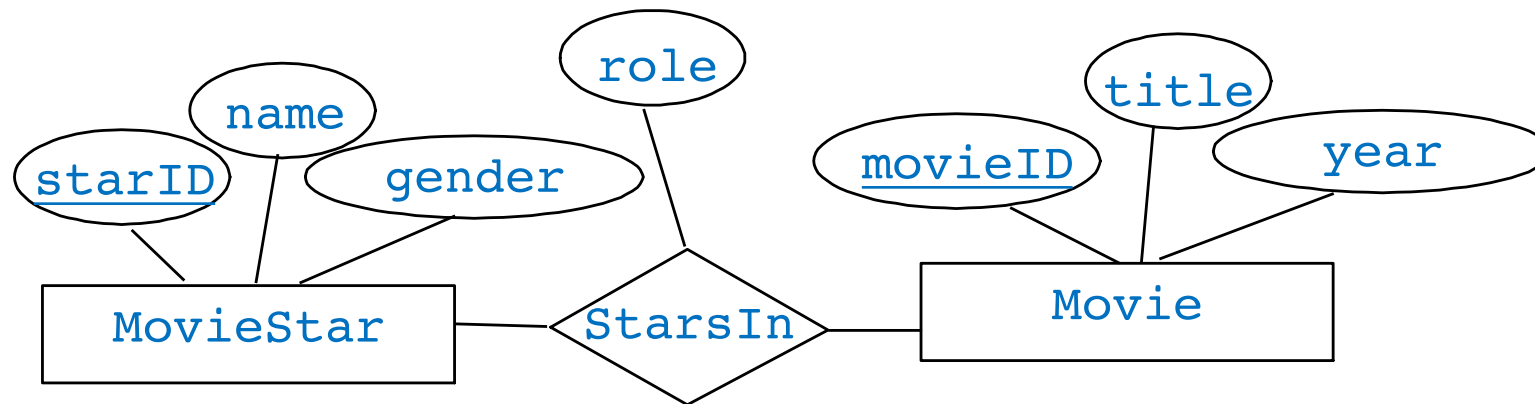 role
title
name
year
movieID
starID
gender
Movie
MovieStar
StarsIn